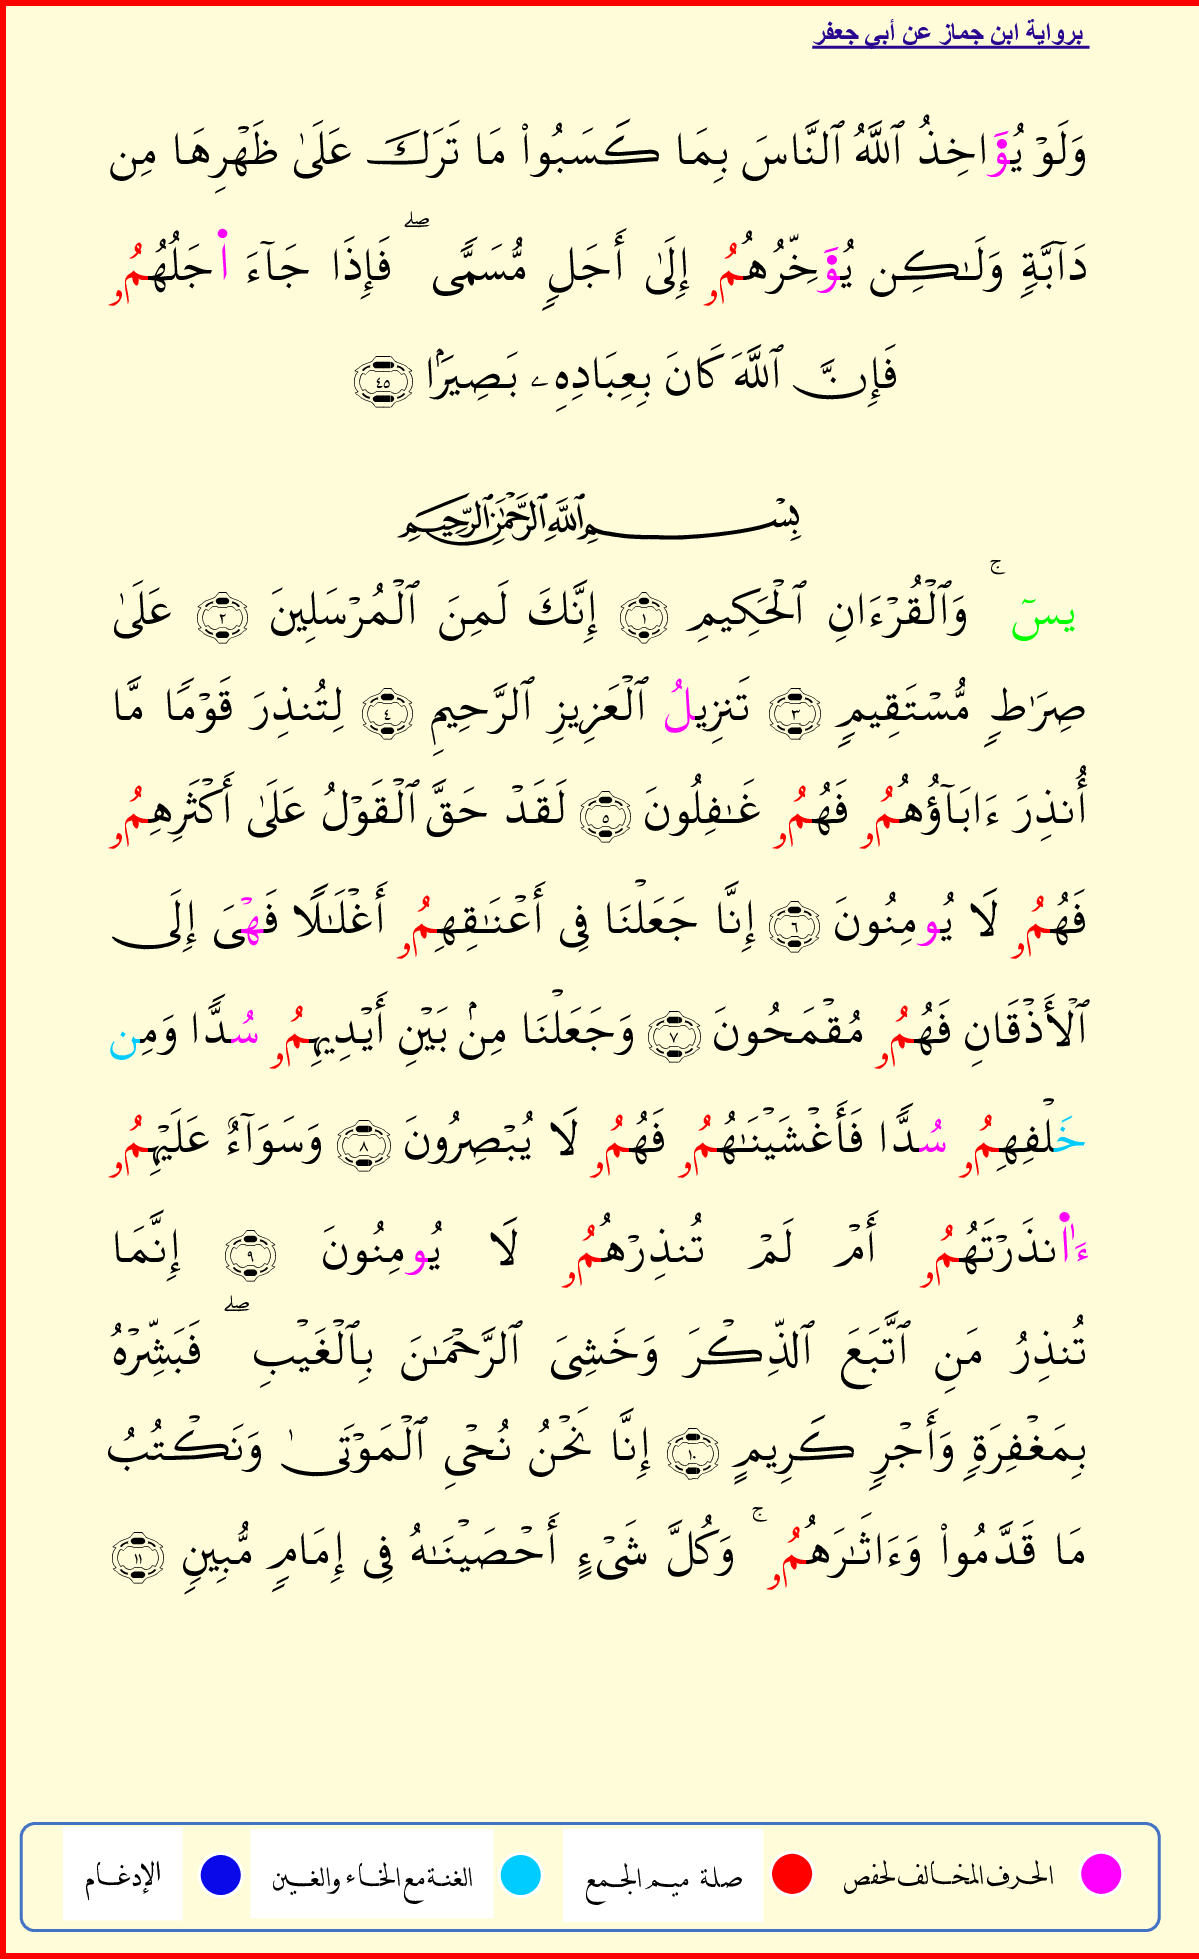 برواية ابن جماز عن أبي جعفر
وَلَوۡ يُؤَاخِذُ ٱللَّهُ ٱلنَّاسَ بِمَا كَسَبُواْ مَا تَرَكَ عَلَىٰ ظَهۡرِهَا مِن
دَآبَّةٖ وَلَٰكِن يُؤَخِّرُهُمُۥ إِلَىٰ أَجَلٖ مُّسَمّٗىۖ فَإِذَا جَآءَ ا۬جَلُهُمُۥ
فَإِنَّ ٱللَّهَ كَانَ بِعِبَادِهِۦ بَصِيرَۢا ٤٥
بِسۡمِ ٱللَّهِ ٱلرَّحۡمَٰنِ ٱلرَّحِيمِ
يسٓۚ وَٱلۡقُرۡءَانِ ٱلۡحَكِيمِ ١ إِنَّكَ لَمِنَ ٱلۡمُرۡسَلِينَ ٢ عَلَىٰ
صِرَٰطٖ مُّسۡتَقِيمٖ ٣ تَنزِيلُ ٱلۡعَزِيزِ ٱلرَّحِيمِ ٤ لِتُنذِرَ قَوۡمٗا مَّا
أُنذِرَ ءَابَآؤُهُمُۥ فَهُمُۥ غَٰفِلُونَ ٥ لَقَدۡ حَقَّ ٱلۡقَوۡلُ عَلَىٰ أَكۡثَرِهِمُۥ
فَهُمُۥ لَا يُومِنُونَ ٦ إِنَّا جَعَلۡنَا فِي أَعۡنَٰقِهِمُۥ أَغۡلَٰلٗا فَهۡيَ إِلَى
ٱلۡأَذۡقَانِ فَهُمُۥ مُقۡمَحُونَ ٧ وَجَعَلۡنَا مِنۢ بَيۡنِ أَيۡدِيهِمُۥ سُدّٗا وَمِن
خَلۡفِهِمُۥ سُدّٗا فَأَغۡشَيۡنَٰهُمُۥ فَهُمُۥ لَا يُبۡصِرُونَ ٨ وَسَوَآءٌ عَلَيۡهِمُۥ
ءَا۬نذَرۡتَهُمُۥ أَمۡ لَمۡ تُنذِرۡهُمُۥ لَا يُومِنُونَ ٩ إِنَّمَا
تُنذِرُ مَنِ ٱتَّبَعَ ٱلذِّكۡرَ وَخَشِيَ ٱلرَّحۡمَٰنَ بِٱلۡغَيۡبِۖ فَبَشِّرۡهُ
بِمَغۡفِرَةٖ وَأَجۡرٖ كَرِيمٍ ١٠ إِنَّا نَحۡنُ نُحۡيِ ٱلۡمَوۡتَىٰ وَنَكۡتُبُ
مَا قَدَّمُواْ وَءَاثَٰرَهُمُۥۚ وَكُلَّ شَيۡءٍ أَحۡصَيۡنَٰهُ فِي إِمَامٖ مُّبِينٖ ١١
الحرف المخالف لحفص صلة ميم الجمع الغنة مع الخاء والغين الإدغام